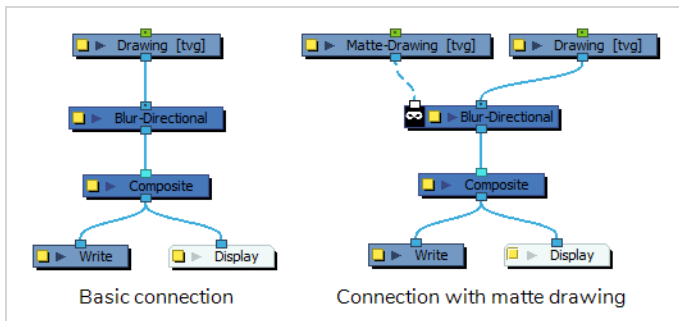 Drawing [tvg]
Blur-Directional
Composite
Write
Display
Basic connection
Matte-Drawing [tvg]
Drawing [tvg]
Blur-Directional
Composite
Write
Display
Connection with matte drawing